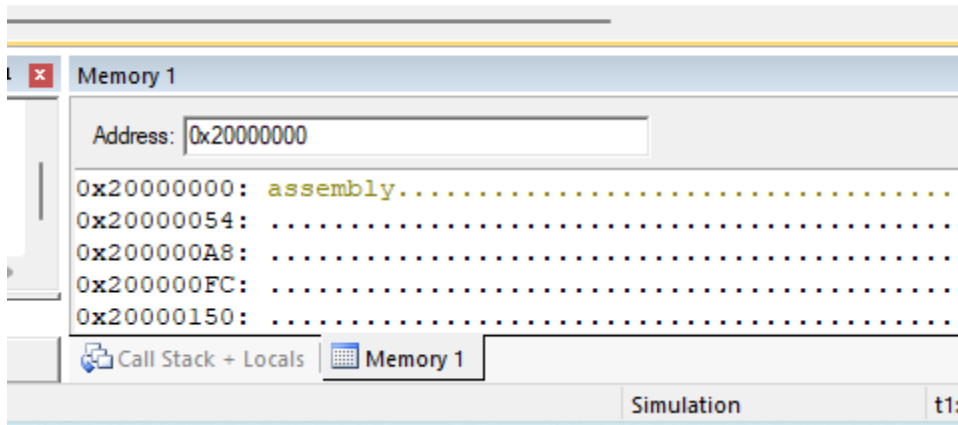 Memory 1
Address: 0x20000000
0x20000000: assembly...................................
0x20000054: ...........................................
0x200000A8: ...........................................
0x200000FC: ...........................................
0x20000150: ...........................................
Call Stack + Locals
Memory 1
Simulation
t1: